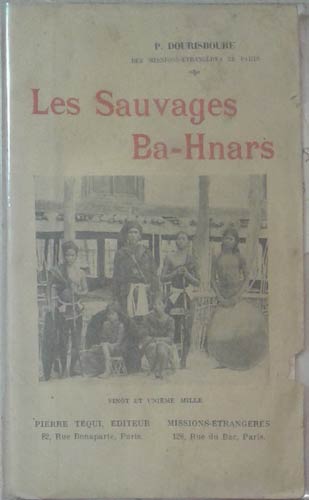 P. DOURISBOURE
DES MISSIONS-ÉTRANGÈRES DE PARIS
Les Sauvages
Ba-Hnars
VINGT ET UNIÈME MILLE
PIERRE TÉQUI, ÉDITEUR MISSIONS-ÉTRANGÈRES
82, Rue Bonaparte, Paris. 128, Rue du Bac, Paris.